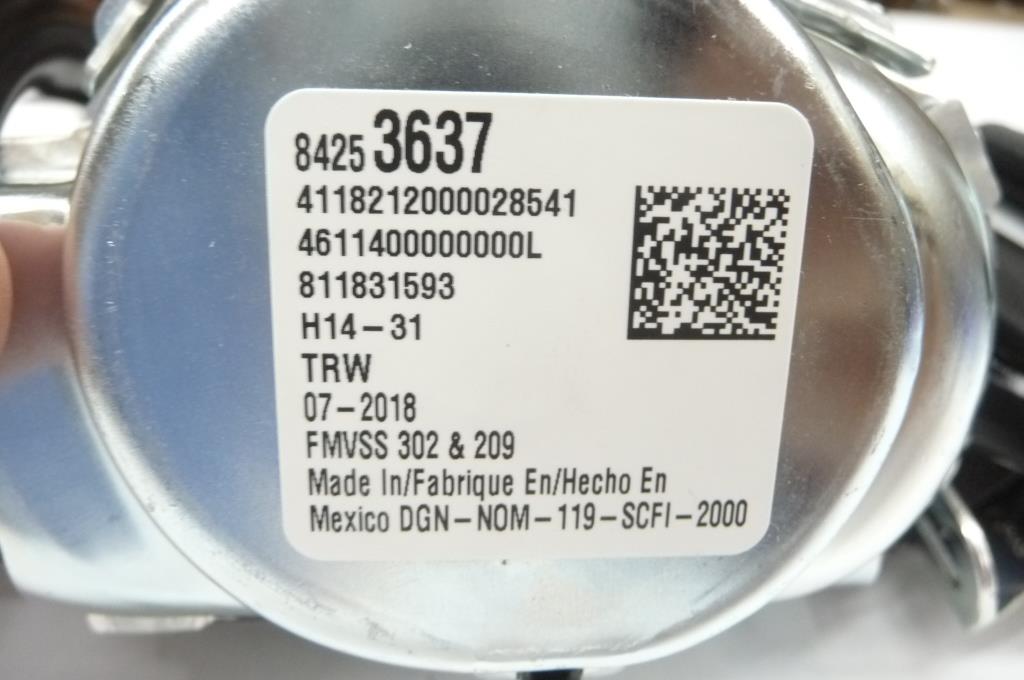 8425 3637
4118212000028541
4611400000000L
811831593
H14-31
TRW
07-2018
FMVSS 302 & 209
Made In/Fabrique En/Hecho En
Mexico DGN-NOM-119-SCFI-2000